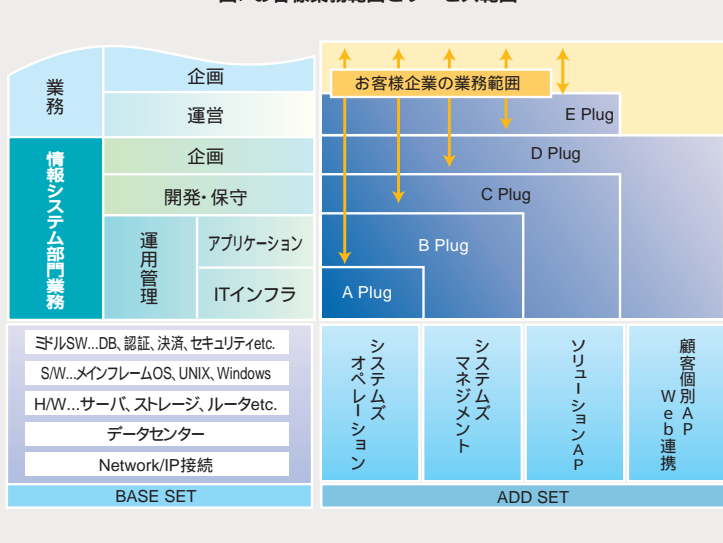 業務
企画
運営
情報システム部門業務
企画
開発・保守
運用管理
アプリケーション
ITインフラ
お客様企業の業務範囲
E Plug
D Plug
C Plug
B Plug
A Plug
ミドルSW...DB、認証、決済、セキュリティetc.
S/W...メインフレームOS、UNIX、Windows
H/W...サーバ、ストレージ、ルータetc.
データセンター
Network/IP接続
BASE SET
システムズ
オペレーション
システムズ
マネジメント
ソリューションAP
顧客個別AP
Web連携
ADD SET